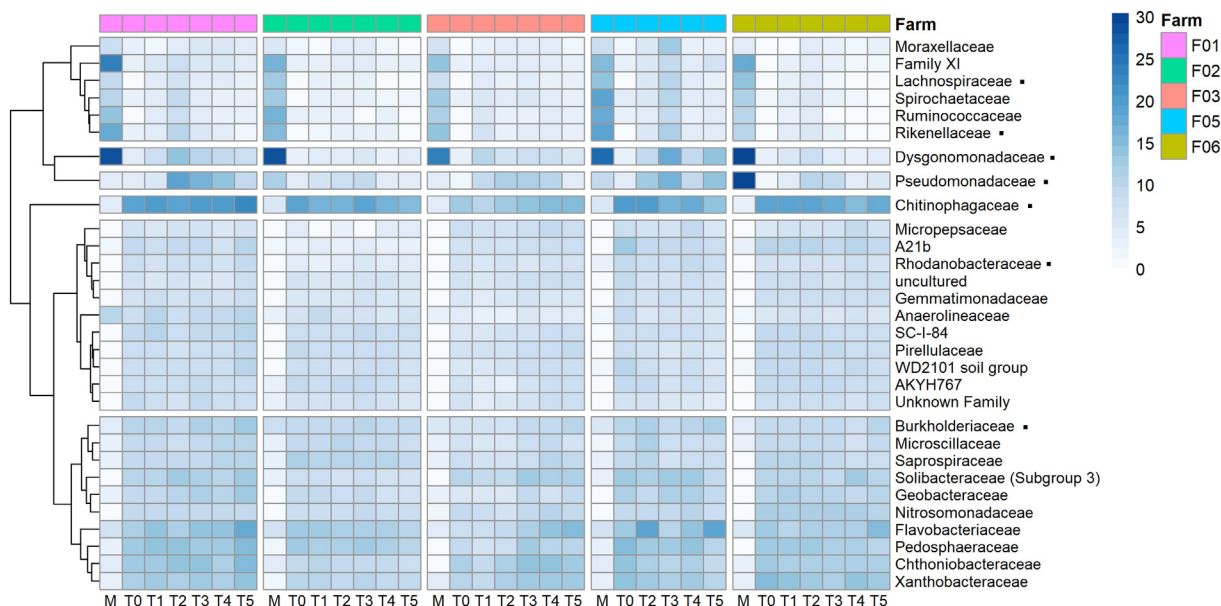 Farm
Moraxellaceae
Family XI
Lachnospiraceae ▪
Spirochaetaceae
Ruminococcaceae
Rikenellaceae ▪
Dysgonomonadaceae ▪
Pseudomonadaceae ▪
Chitinophagaceae ▪
Micropepsaceae
A21b
Rhodanobacteraceae ▪
uncultured
Gemmatimonadaceae
Anaerolineaceae
SC-I-84
Pirellulaceae
WD2101 soil group
AKYH767
Unknown Family
Burkholderiaceae ▪
Microscillaceae
Saprospiraceae
Solibacteraceae (Subgroup 3)
Geobacteraceae
Nitrosomonadaceae
Flavobacteriaceae
Pedosphaeraceae
Chthoniobacteraceae
Xanthobacteraceae
M T0 T1 T2 T3 T4 T5 M T0 T1 T2 T3 T4 T5 M T0 T1 T2 T3 T4 T5 M T0 T2 T3 T4 T5 M T0 T1 T2 T3 T4 T5
30
25
20
15
10
5
0
Farm
F01
F02
F03
F05
F06